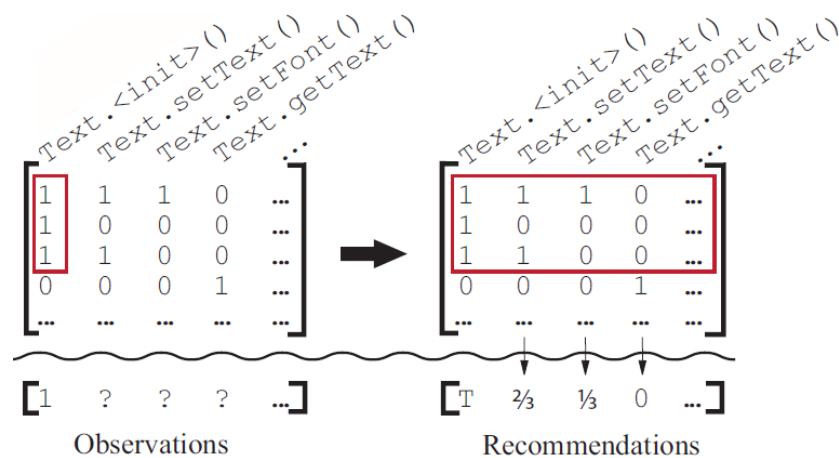 Text.<init>() Text.setText() Text.setFont() Text.getText() ... Text.<init>() Text.setText() Text.setFont() Text.getText() ...
1 1 1 0 ... 1 1 1 0 ...
1 0 0 0 ... 1 0 0 0 ...
1 1 0 0 ... 1 1 0 0 ...
0 0 0 1 ... 0 0 0 1 ...
... ... ... ... ... ... ... ... ... ...
[1 ? ? ? ...] [T ⅔ ⅓ 0 ...]
Observations Recommendations